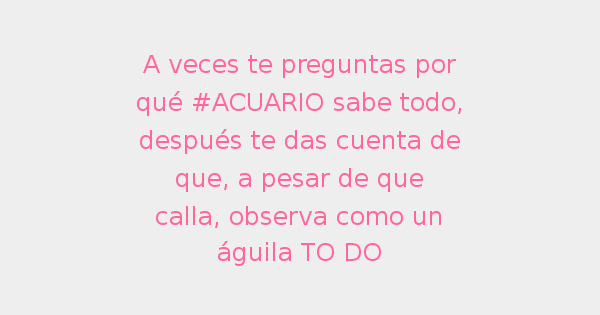 A veces te preguntas por
qué #ACUARIO sabe todo,
después te das cuenta de
que, a pesar de que
calla, observa como un
águila TO DO